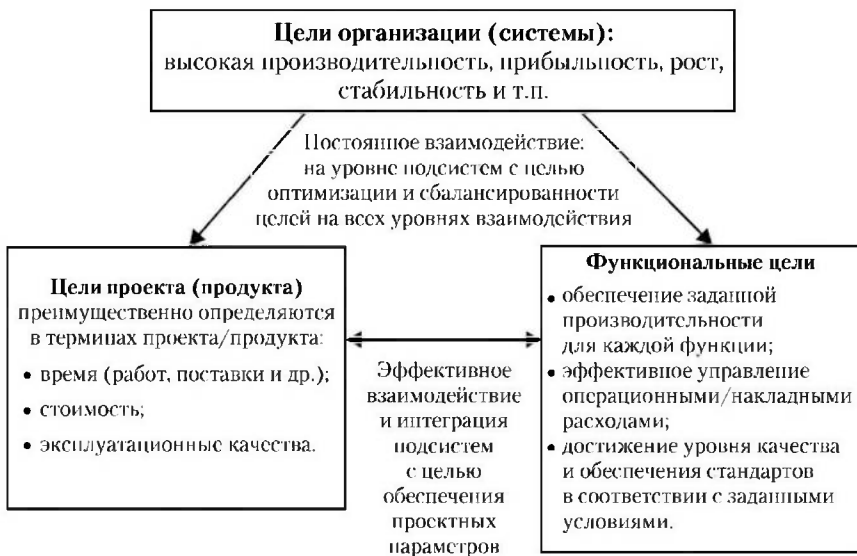 Цели организации (системы):
высокая производительность, прибыльность, рост,
стабильность и т.п.
Постоянное взаимодействие:
на уровне подсистем с целью
оптимизации и сбалансированности
целей на всех уровнях взаимодействия
Цели проекта (продукта)
преимущественно определяются
в терминах проекта/продукта:
• время (работ, поставки и др.);
• стоимость;
• эксплуатационные качества.
Эффективное
взаимодействие
и интеграция
подсистем
с целью
обеспечения
проектных
параметров
Функциональные цели
• обеспечение заданной
производительности
для каждой функции;
• эффективное управление
операционными/накладными
расходами;
• достижение уровня качества
и обеспечения стандартов
в соответствии с заданными
условиями.